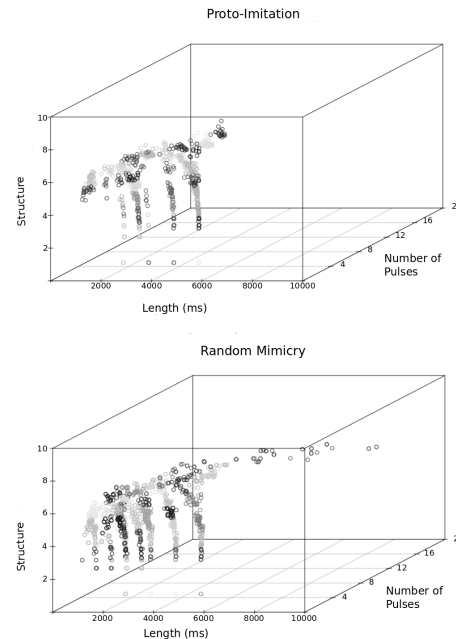 Proto-Imitation
10
8
6
4
2
Structure
2000 4000 6000 8000 10000
Length (ms)
4
8
12
16
2
Number of
Pulses
Random Mimicry
10
8
6
4
2
Structure
2000 4000 6000 8000 10000
Length (ms)
4
8
12
16
2
Number of
Pulses